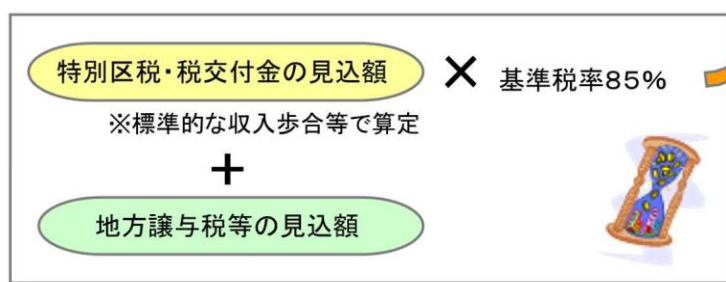 特別区税・税交付金の見込額 × 基準税率85%
※標準的な収入歩合等で算定
+
地方譲与税等の見込額